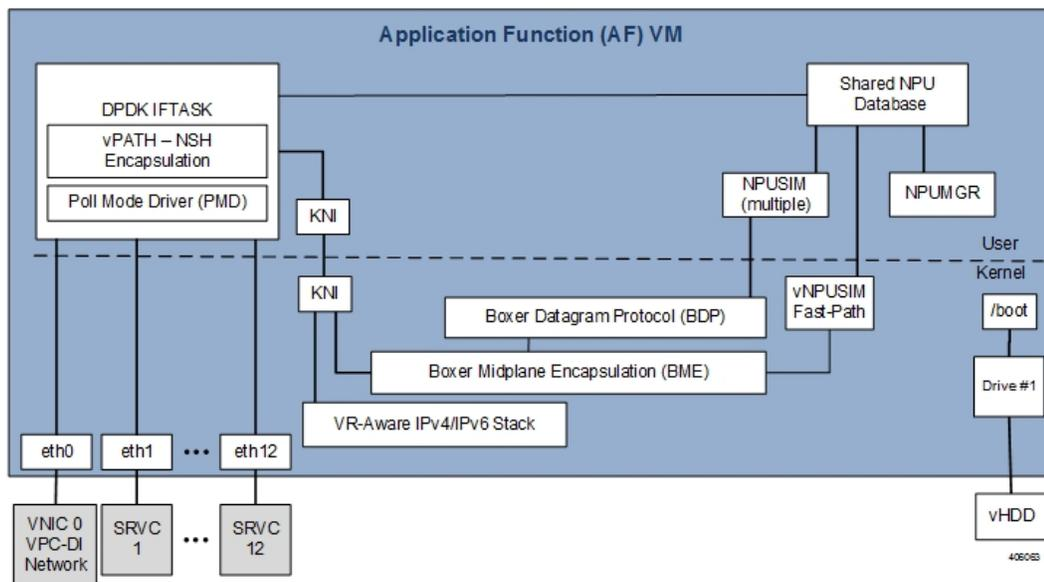 Application Function (AF) VM
DPDK IFTASK
vPATH – NSH
Encapsulation
Poll Mode Driver (PMD)
Shared NPU
Database
KNI
NPUSIM
(multiple)
NPUMGR
User
Kernel
KNI
vNPUSIM
Fast-Path
/boot
Boxer Datagram Protocol (BDP)
Boxer Midplane Encapsulation (BME)
Drive #1
VR-Aware IPv4/IPv6 Stack
eth0
eth1
•••
eth12
VNIC 0
VPC-DI
Network
SRVC
1
•••
SRVC
12
vHDD
406063